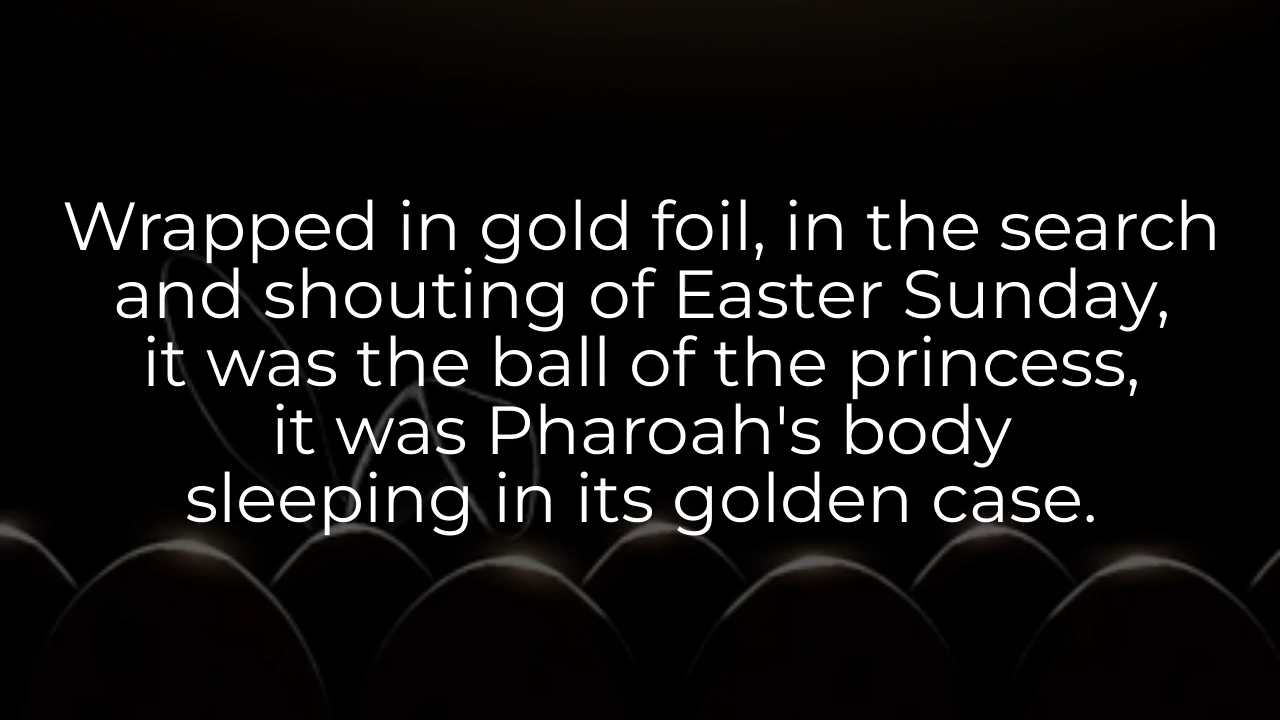 Wrapped in gold foil, in the search
and shouting of Easter Sunday,
it was the ball of the princess,
it was Pharoah's body
sleeping in its golden case.